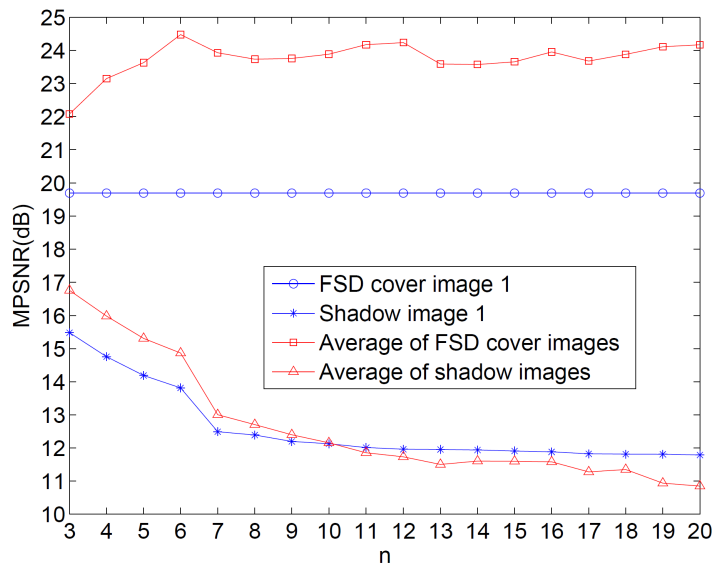 25
24
23
22
21
20
19
18
17
16
15
14
13
12
11
10
MPSNR(dB)
FSD cover image 1
Shadow image 1
Average of FSD cover images
Average of shadow images
3 4 5 6 7 8 9 10 11 12 13 14 15 16 17 18 19 20
n